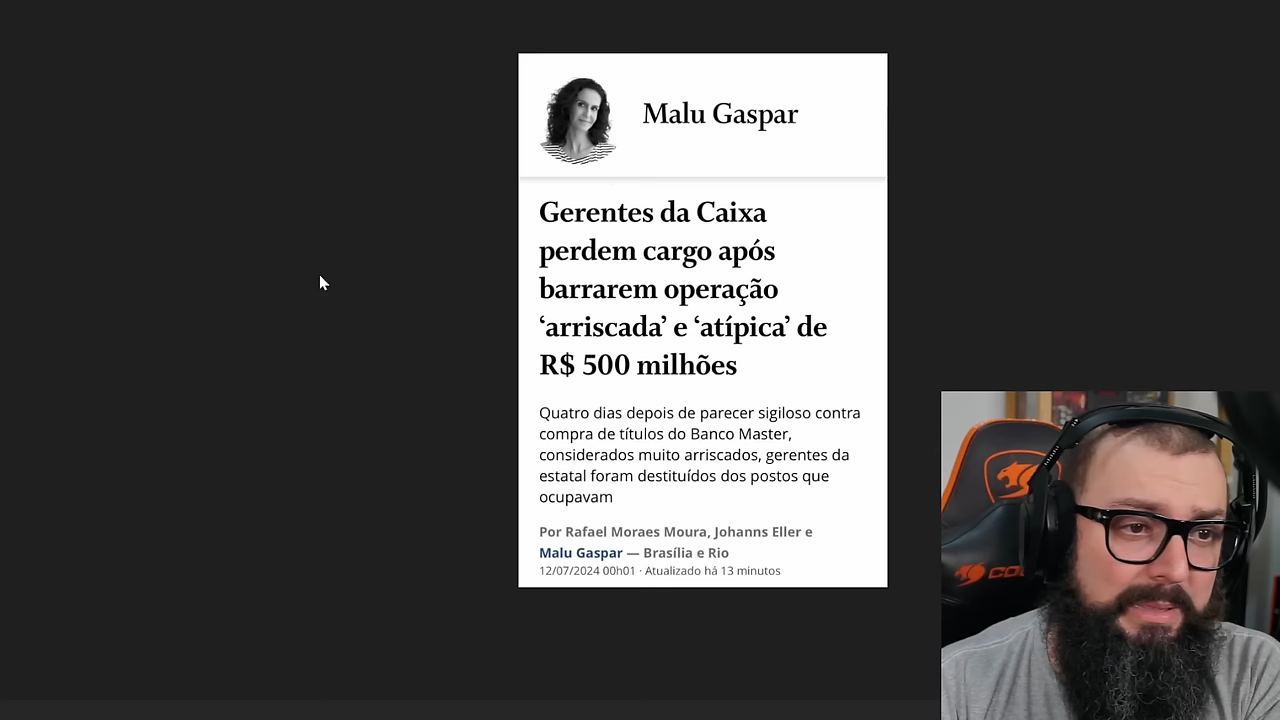 Malu Gaspar
Gerentes da Caixa
perdem cargo após
barrarem operação
‘arriscada’ e ‘atípica’ de
R$ 500 milhões
Quatro dias depois de parecer sigiloso contra
compra de títulos do Banco Master,
considerados muito arriscados, gerentes da
estatal foram destituídos dos postos que
ocupavam
Por Rafael Moraes Moura, Johanns Eller e
Malu Gaspar — Brasília e Rio
12/07/2024 00h01 · Atualizado há 13 minutos